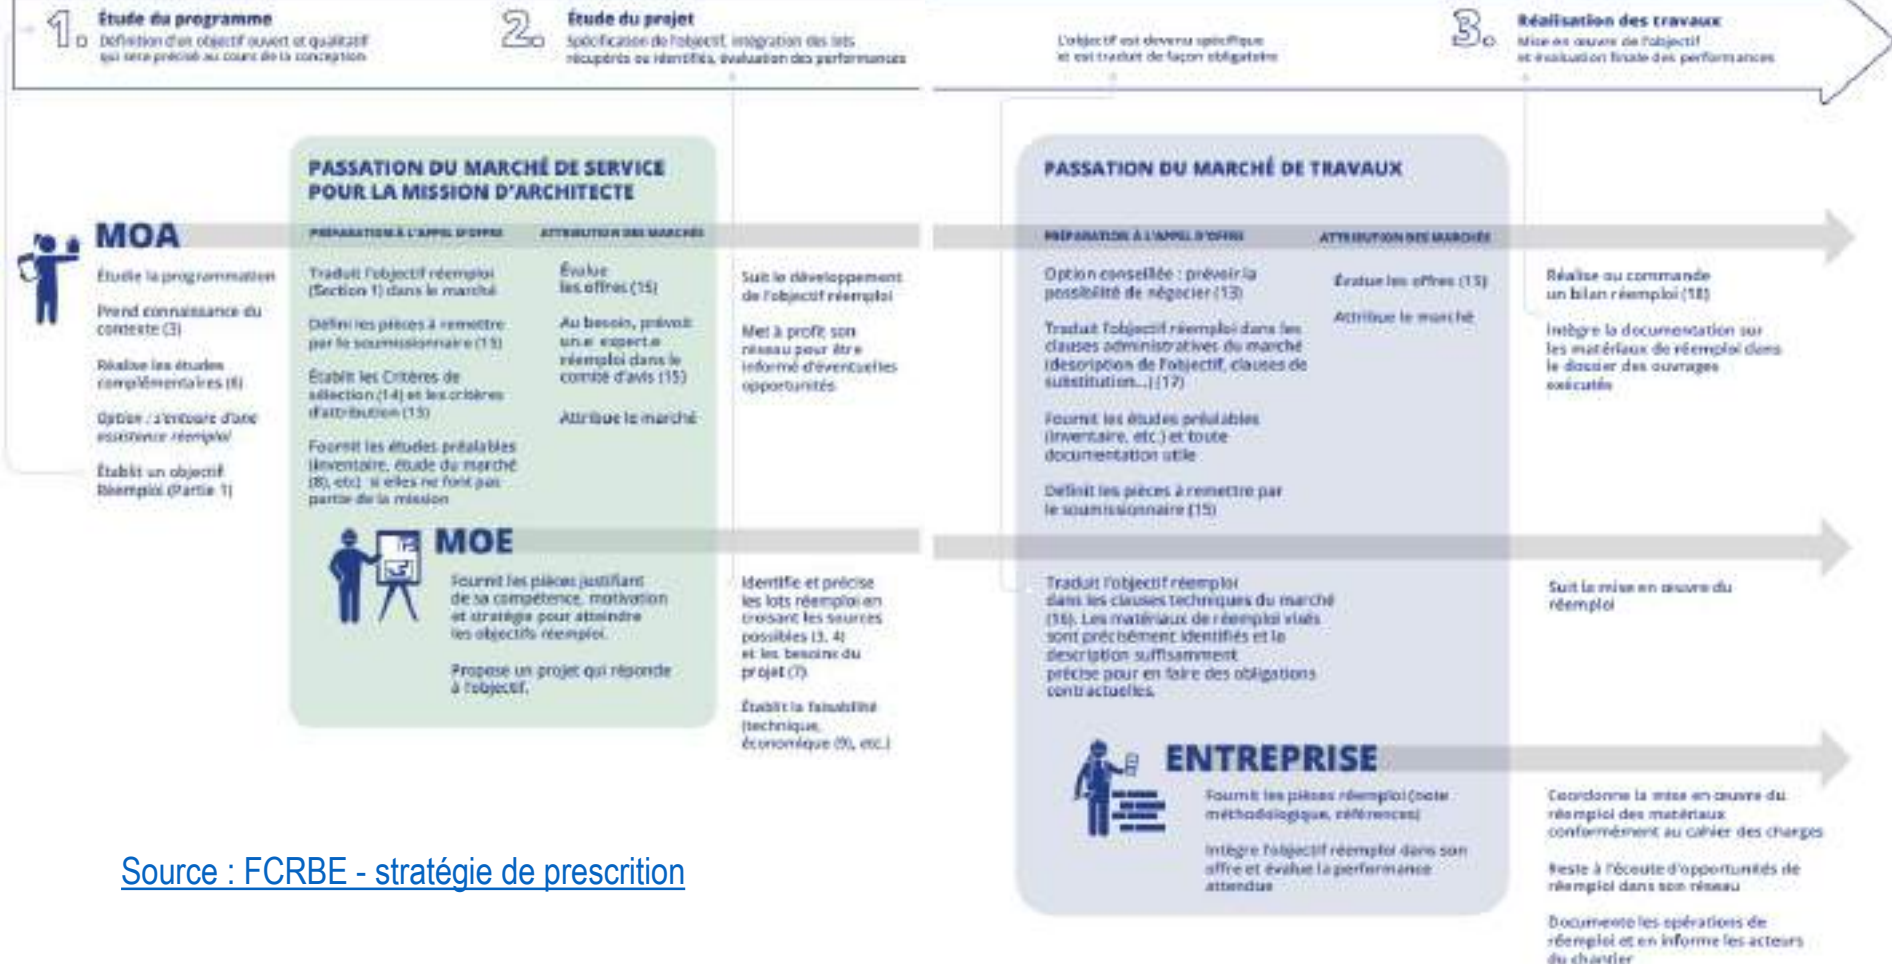 1. Étude du programme
Définition d'un objectif ouvert et qualitatif
qui sera précisé au cours de la conception
2. Étude du projet
Spécification de l'objectif, intégration des lots
récupérés ou identifiés, évaluation des performances
L'objectif est devenu spécifique
et est traduit de façon obligatoire
3. Réalisation des travaux
Mise en œuvre de l'objectif
et évaluation finale des performances
PASSATION DU MARCHÉ DE SERVICE
POUR LA MISSION D'ARCHITECTE
MOA
Étudie la programmation
Prend connaissance du
contexte (3)
Réalise les études
complémentaires (6)
Option : s'entoure d'une
assistance réemploi
Établit un objectif
Réemploi (Partie 1)
PRÉPARATION À L'APPEL D'OFFRE
Traduit l'objectif réemploi
(Section 1) dans le marché
Défini les pièces à remettre
par le soumissionnaire (15)
Établit les Critères de
sélection (14) et les critères
d'attribution (15)
Fournit les études préalables
(inventaire, étude du marché
(8), etc) si elles ne font pas
partie de la mission
ATTRIBUTION DES MARCHÉS
Évalue
les offres (15)
Au besoin, prévoit
un.e expert.e
réemploi dans le
comité d'avis (15)
Attribue le marché
Suit le développement
de l'objectif réemploi
Met à profit son
réseau pour être
informé d'éventuelles
opportunités
MOE
Fournit les pièces justifiant
de sa compétence, motivation
et stratégie pour atteindre
les objectifs réemploi.
Propose un projet qui réponde
à l'objectif.
Identifie et précise
les lots réemploi en
croisant les sources
possibles (3, 4)
et les besoins du
projet (7)
Établit la faisabilité
(technique,
économique (9), etc.)
PASSATION DU MARCHÉ DE TRAVAUX
PRÉPARATION À L'APPEL D'OFFRE
Option conseillée : prévoir la
possibilité de négocier (13)
Traduit l'objectif réemploi dans les
clauses administratives du marché
(description de l'objectif, clauses de
substitution...) (17)
Fournit les études préalables
(inventaire, etc.) et toute
documentation utile
Définit les pièces à remettre par
le soumissionnaire (15)
ATTRIBUTION DES MARCHÉS
Évalue les offres (15)
Attribue le marché
Réalise ou commande
un bilan réemploi (18)
Intègre la documentation sur
les matériaux de réemploi dans
le dossier des ouvrages
exécutés
Traduit l'objectif réemploi
dans les clauses techniques du marché
(16). Les matériaux de réemploi visés
sont précisément identifiés et la
description suffisamment
précise pour en faire des obligations
contractuelles.
Suit la mise en œuvre du
réemploi
ENTREPRISE
Fournit les pièces réemploi (note
méthodologique, références)
Intègre l'objectif réemploi dans son
offre et évalue la performance
attendue
Coordonne la mise en œuvre du
réemploi des matériaux
conformément au cahier des charges
Reste à l'écoute d'opportunités de
réemploi dans son réseau
Documente les opérations de
réemploi et en informe les acteurs
du chantier
Source : FCRBE - stratégie de prescrition